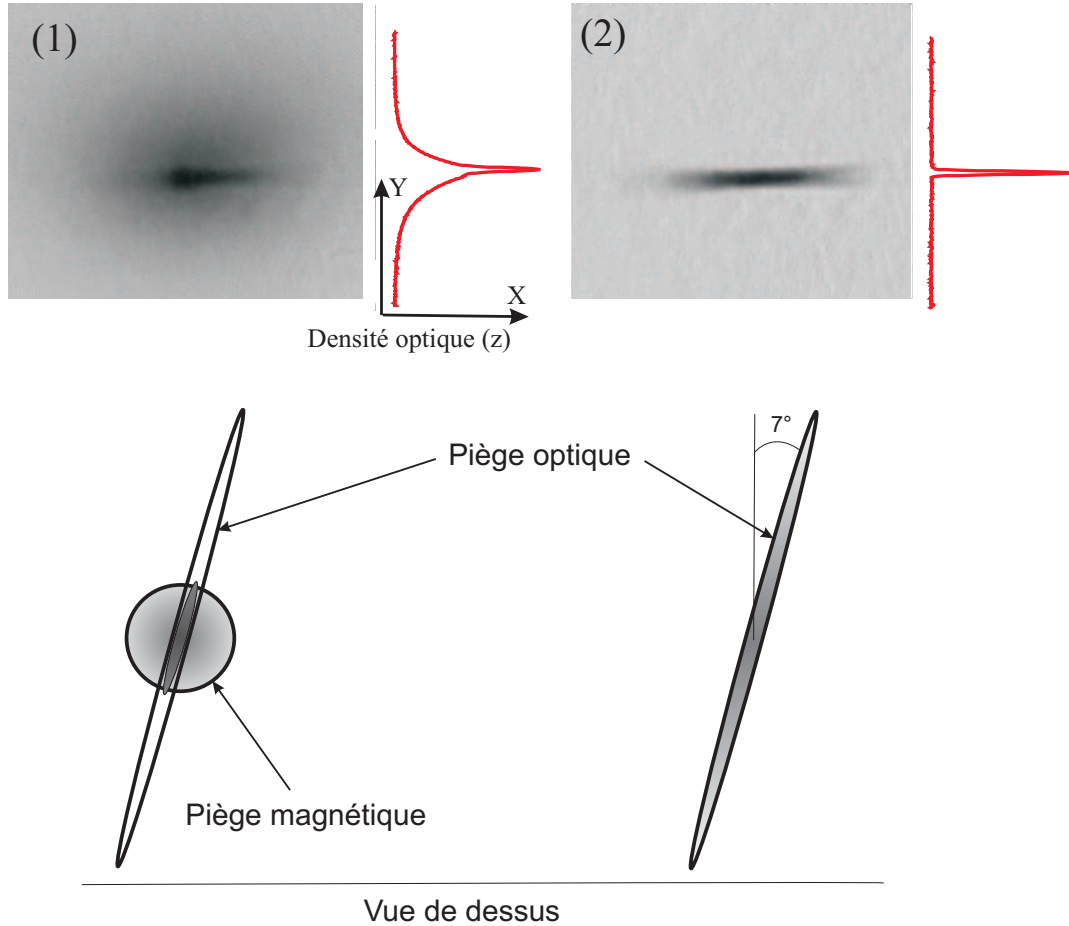 (1)
(2)
Y
X
Densité optique (z)
7°
Piège optique
Piège magnétique
Vue de dessus